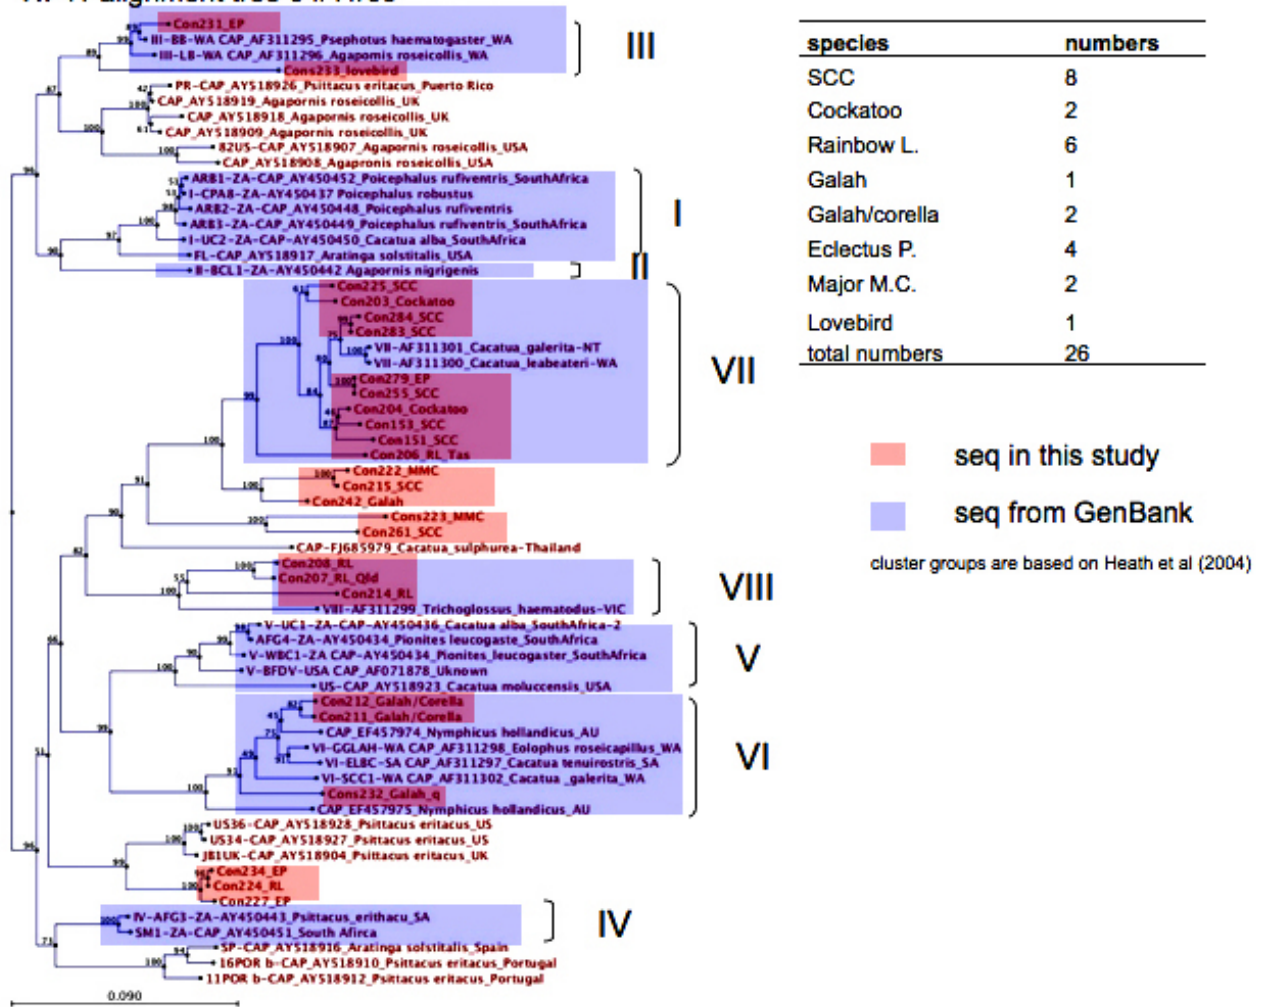 Con231_EP
III-BB-WA CAP_AF311295_Psephotus haematogaster_WA
III-LB-WA CAP_AF311296_Agapomis roseicollis_WA
Cons233_lovebird
III
PR-CAP_AY518926_Psittacus eritacus_Puerto Rico
CAP_AY518919_Agapornis roseicollis_UK
CAP_AY518918_Agapornis roseicollis_UK
CAP_AY518909_Agapornis roseicollis_UK
82US-CAP_AY518907_Agapornis roseicollis_USA
CAP_AY518908_Agapronis roseicollis_USA
ARB1-ZA-CAP_AY450452_Poicephalus rufiventris_SouthAfrica
I-CPA8-ZA-AY450437 Poicephalus robustus
ARB2-ZA-CAP_AY450448_Poicephalus rufiventris
ARB3-ZA-CAP_AY450449_Poicephalus rufiventris_SouthAfrica
I-UC2-ZA-CAP-AY450450_Cacatua alba_SouthAfrica
FL-CAP_AY518917_Aratinga solstitalis_USA
I
II-BCL1-ZA-AY450442_Agapornis nigrigenis
II
Con225_SCC
Con203_Cockatoo
Con284_SCC
Con283_SCC
VII-AF311301_Cacatua_galerita-NT
VIII-AF311300_Cacatua_leabeateri-WA
Con279_EP
Con255_SCC
Con204_Cockatoo
Con153_SCC
Con151_SCC
Con206_RL_Tas
VII
Con222_MMC
Con215_SCC
Con242_Galah
Cons223_MMC
Con261_SCC
CAP-FJ685979_Cacatua_sulphurea-Thailand
Con208_RL
Con207_RL_Qld
Con214_RL
VIII-AF311299_Trichoglossus_haematodus-VIC
VIII
V-UC1-ZA-CAP-AY450436_Cacatua alba_SouthAfrica-2
AFG4-ZA-CAP_AY450434_Pionites leucogaste_SouthAfrica
V-WBC1-ZA CAP-AY450434_Pionites_leucogaster_SouthAfrica
V-BFDV-USA CAP_AF071878_Uknown
US-CAP_AY518923_Cacatua moluccensis_USA
V
Con212_Galah/Corella
Con211_Galah/Corella
CAP_EF457974_Nymphicus hollandicus_AU
VI-GGLAH-WA CAP_AF311298_Eolophus roseicapillus_WA
VI-ELBC-SA CAP_AF311297_Cacatua tenuirostris_SA
VI-SCC1-WA CAP_AF311302_Cacatua _galerita_WA
Cons232_Galah_q
CAP_EF457975_Nymphicus hollandicus_AU
VI
US36-CAP_AY518928_Psittacus eritacus_US
US34-CAP_AY518927_Psittacus eritacus_US
JB1UK-CAP_AY518904_Psittacus eritacus_UK
Con234_EP
Con224_RL
Con227_EP
IV-AFG3-ZA-AY450443_Psittacus_erithacu_SA
SM1-ZA-CAP_AY450451_South Afirca
IV
SP-CAP_AY518916_Aratinga solstitalis_Spain
16POR b-CAP_AY518910_Psittacus eritacus_Portugal
11POR b-CAP_AY518912_Psittacus eritacus_Portugal
0.090
species numbers
SCC 8
Cockatoo 2
Rainbow L. 6
Galah 1
Galah/corella 2
Eclectus P. 4
Major M.C. 2
Lovebird 1
total numbers 26
seq in this study
seq from GenBank
cluster groups are based on Heath et al (2004)